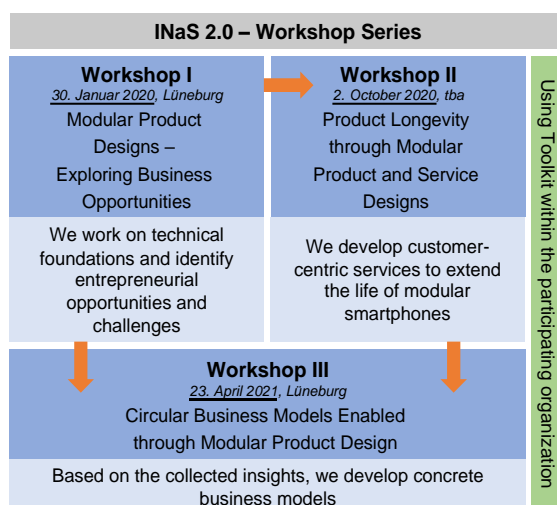 INaS 2.0 – Workshop Series
Workshop I
30. Januar 2020, Lüneburg
Modular Product
Designs –
Exploring Business
Opportunities
We work on technical
foundations and identify
entrepreneurial
opportunities and
challenges
Workshop II
2. October 2020, tba
Product Longevity
through Modular
Product and Service
Designs
We develop customer-
centric services to extend
the life of modular
smartphones
Workshop III
23. April 2021, Lüneburg
Circular Business Models Enabled
through Modular Product Design
Based on the collected insights, we develop concrete
business models
Using Toolkit within the participating organization